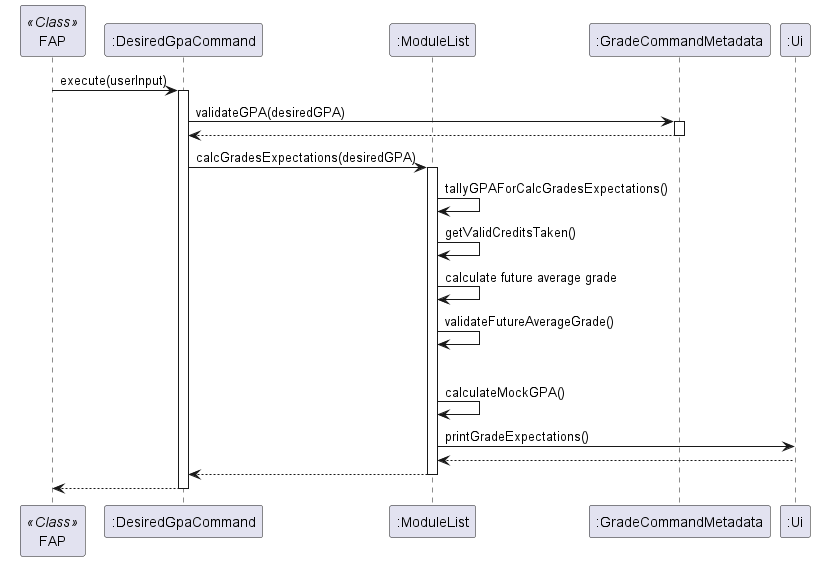 «Class»
FAP
:DesiredGpaCommand
:ModuleList
:GradeCommandMetadata
:Ui
execute(userInput)
validateGPA(desiredGPA)
calcGradesExpectations(desiredGPA)
tallyGPAForCalcGradesExpectations()
getValidCreditsTaken()
calculate future average grade
validateFutureAverageGrade()
calculateMockGPA()
printGradeExpectations()
«Class»
FAP
:DesiredGpaCommand
:ModuleList
:GradeCommandMetadata
:Ui